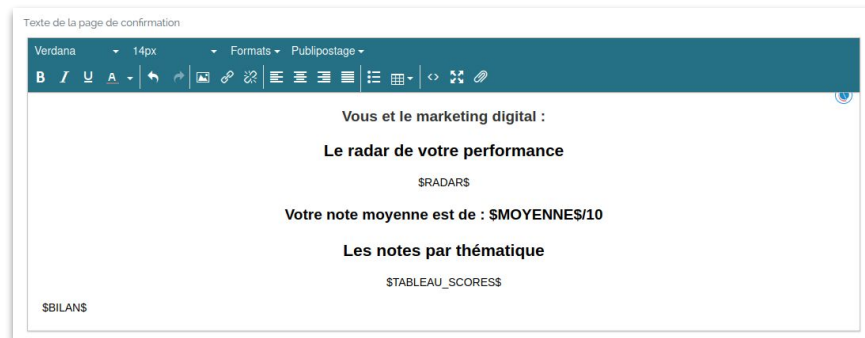 Texte de la page de confirmation
Verdana 14px Formats Publipostage
B I U A
Vous et le marketing digital :
Le radar de votre performance
$RADAR$
Votre note moyenne est de : $MOYENNE$/10
Les notes par thématique
$TABLEAU_SCORES$
$BILAN$